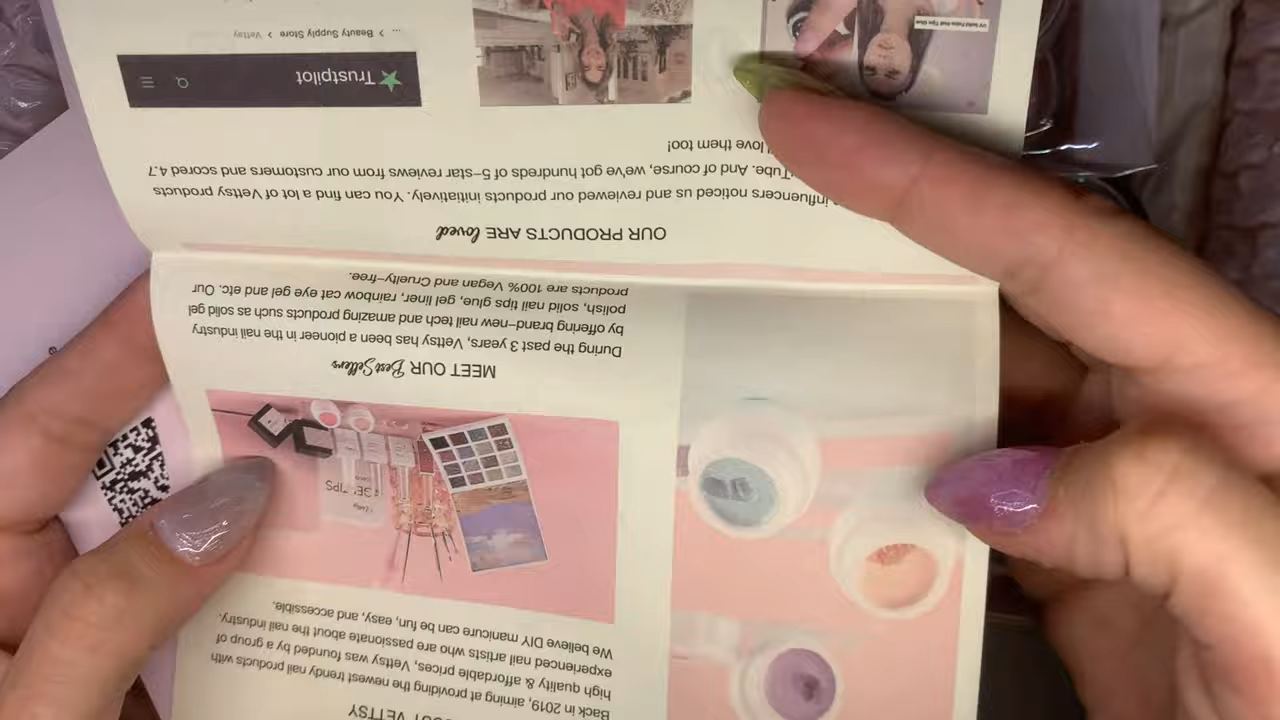 OUT VETTSY
Back in 2019, aiming at providing the newest trendy nail products with
high quality & affordable prices, Vettsy was founded by a group of
experienced nail artists who are passionate about the nail industry.
We believe DIY manicure can be fun, easy, and accessible.
GEL TIPS
MEET OUR Best Sellers
During the past 3 years, Vettsy has been a pioneer in the nail industry
by offering brand-new nail tech and amazing products such as solid gel
polish, solid nail tips glue, gel liner, rainbow cat eye gel and etc. Our
products are 100% Vegan and Cruelty-free.
OUR PRODUCTS ARE loved
influencers noticed us and reviewed our products initiatively. You can find a lot of Vettsy products
Tube. And of course, we've got hundreds of 5-star reviews from our customers and scored 4.7
love them too!
Trustpilot
... > Beauty Supply Store > Vettsy